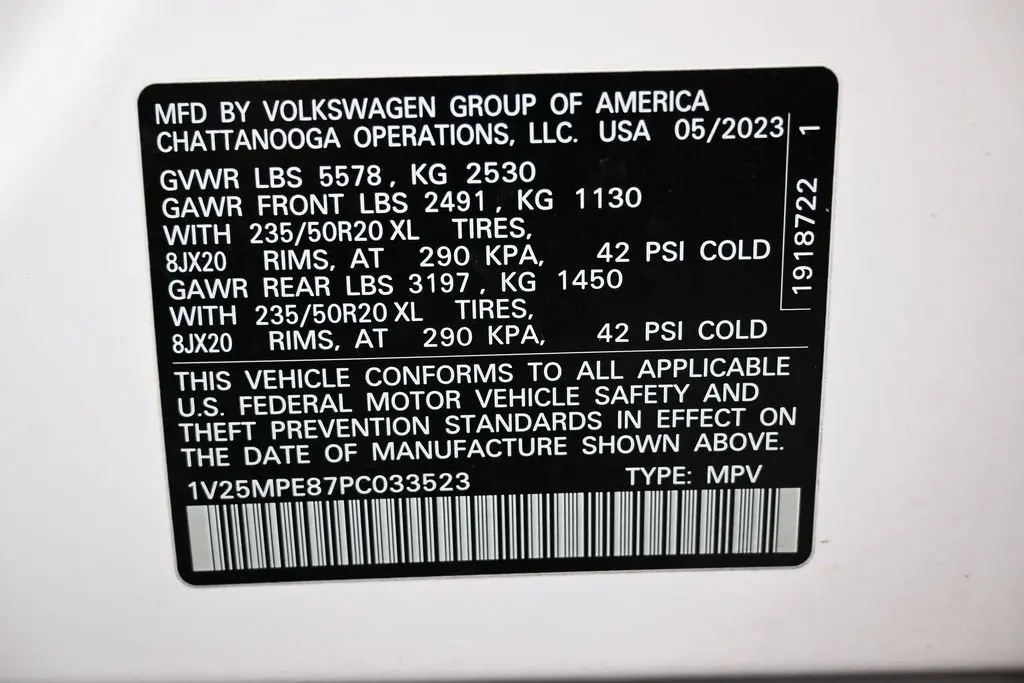 MFD BY VOLKSWAGEN GROUP OF AMERICA
CHATTANOOGA OPERATIONS, LLC. USA 05/2023
GVWR LBS 5578, KG 2530
GAWR FRONT LBS 2491, KG 1130
WITH 235/50R20 XL TIRES,
8JX20 RIMS, AT 290 KPA, 42 PSI COLD
GAWR REAR LBS 3197, KG 1450
WITH 235/50R20 XL TIRES,
8JX20 RIMS, AT 290 KPA, 42 PSI COLD
1918722 1
THIS VEHICLE CONFORMS TO ALL APPLICABLE
U.S. FEDERAL MOTOR VEHICLE SAFETY AND
THEFT PREVENTION STANDARDS IN EFFECT ON
THE DATE OF MANUFACTURE SHOWN ABOVE.
1V25MPE87PC033523 TYPE: MPV